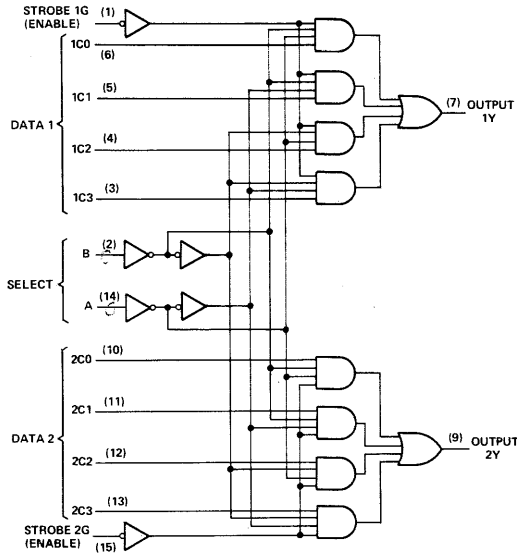 STROBE 1G (1)
(ENABLE)
1C0
(6)
1C1 (5)
DATA 1
1C2 (4)
1C3 (3)
(7) OUTPUT
1Y
B (2)
SELECT
A (14)
2C0 (10)
2C1 (11)
DATA 2
2C2 (12)
2C3 (13)
(9) OUTPUT
2Y
STROBE 2G
(ENABLE) (15)